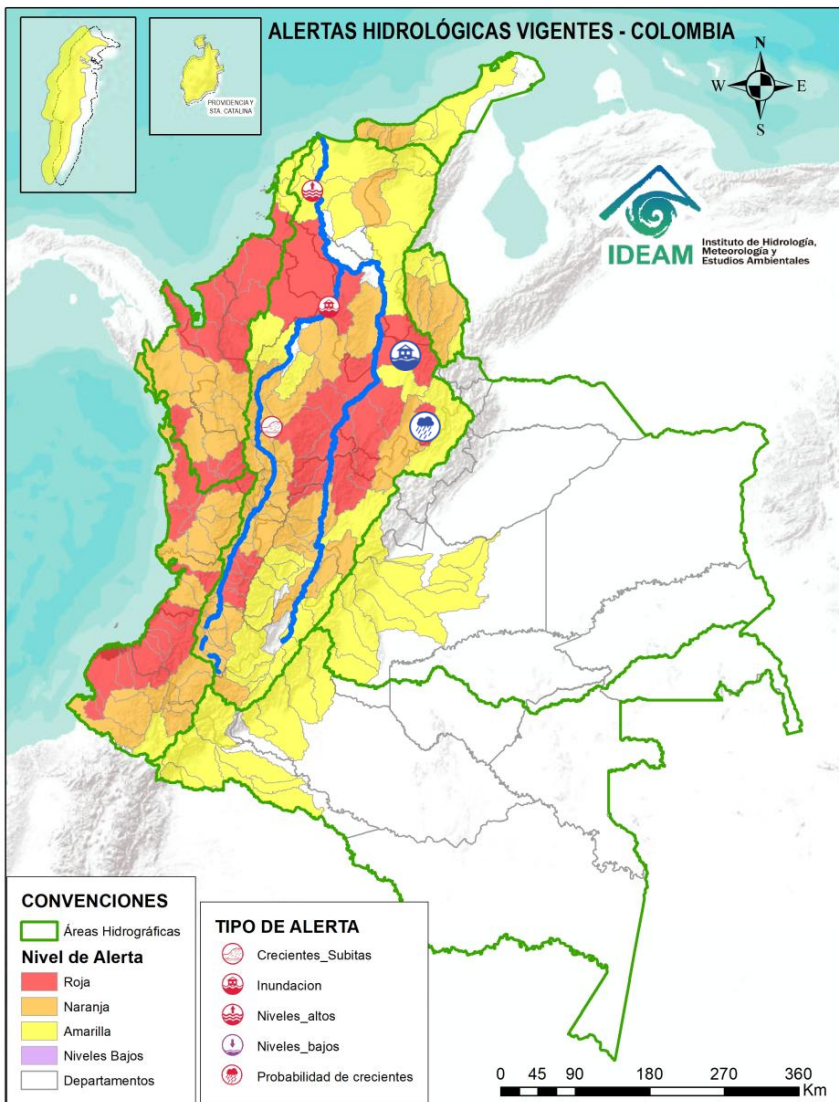 ALERTAS HIDROLÓGICAS VIGENTES - COLOMBIA
PROVIDENCIA Y
STA. CATALINA
N
W
E
S
IDEAM
Instituto de Hidrología,
Meteorología y
Estudios Ambientales
CONVENCIONES
Áreas Hidrográficas
Nivel de Alerta
Roja
Naranja
Amarilla
Niveles Bajos
Departamentos
TIPO DE ALERTA
Crecientes_Subitas
Inundacion
Niveles_altos
Niveles_bajos
Probabilidad de crecientes
0 45 90 180 270 360
Km